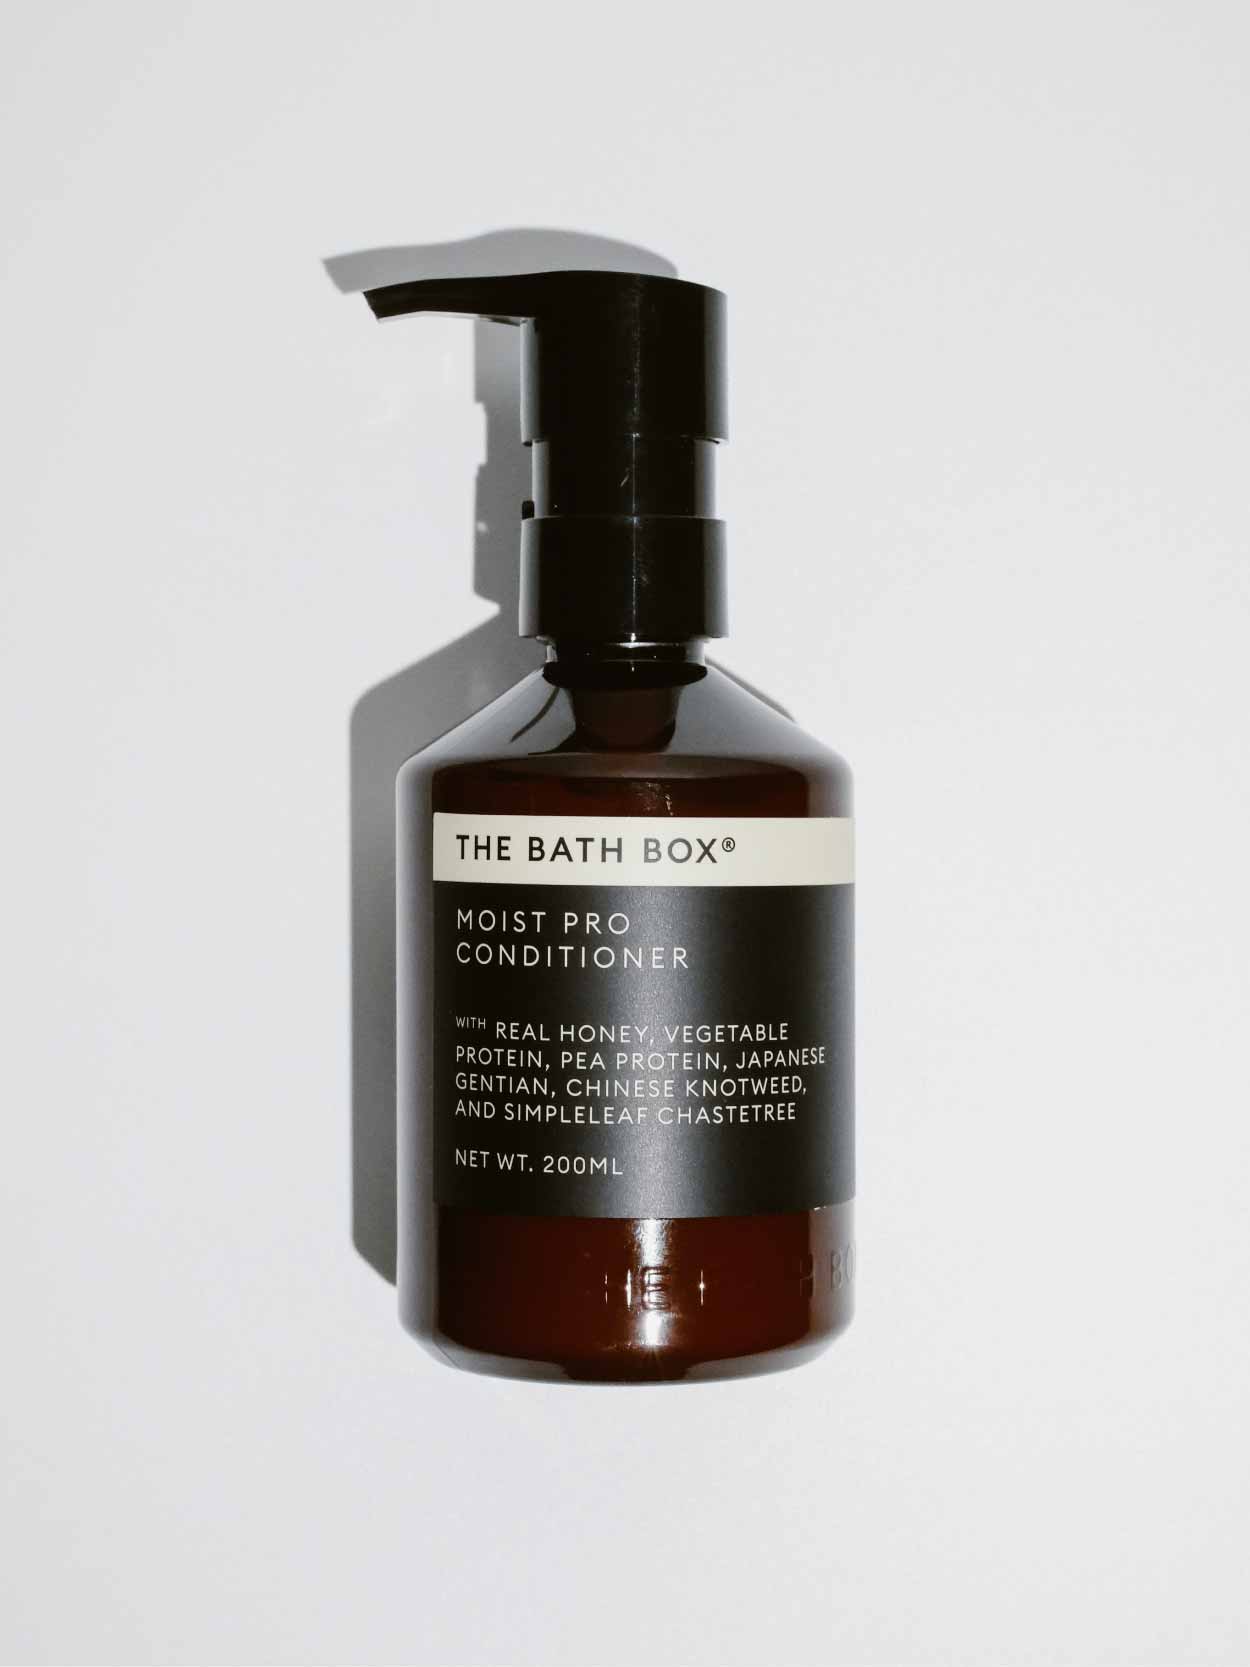 THE BATH BOX®
MOIST PRO
CONDITIONER
WITH REAL HONEY, VEGETABLE
PROTEIN, PEA PROTEIN, JAPANESE
GENTIAN, CHINESE KNOTWEED,
AND SIMPLELEAF CHASTETREE
NET WT. 200ML